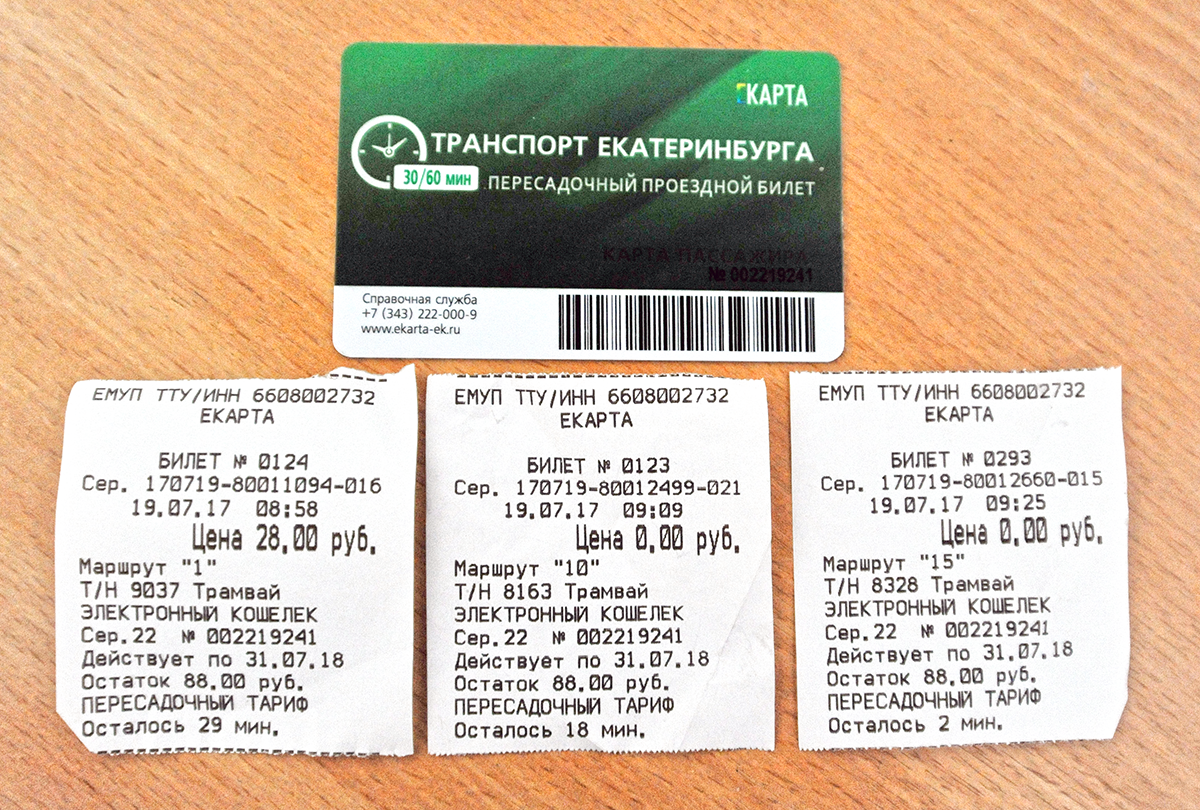 ЕКАРТА
ТРАНСПОРТ ЕКАТЕРИНБУРГА
30/60 мин
ПЕРЕСАДОЧНЫЙ ПРОЕЗДНОЙ БИЛЕТ
КАРТА ПАССАЖИРА
№ 002219241
Справочная служба
+7 (343) 222-000-9
www.ekarta-ek.ru
ЕМУП ТТУ/ИНН 6608002732
ЕКАРТА
БИЛЕТ № 0124
Сер. 170719-80011094-016
19.07.17 08:58
Цена 28.00 руб.
Маршрут "1"
Т/Н 9037 Трамвай
ЭЛЕКТРОННЫЙ КОШЕЛЕК
Сер.22 № 002219241
Действует по 31.07.18
Остаток 88.00 руб.
ПЕРЕСАДОЧНЫЙ ТАРИФ
Осталось 29 мин.
ЕМУП ТТУ/ИНН 6608002732
ЕКАРТА
БИЛЕТ № 0123
Сер. 170719-80012499-021
19.07.17 09:09
Цена 0.00 руб.
Маршрут "10"
Т/Н 8163 Трамвай
ЭЛЕКТРОННЫЙ КОШЕЛЕК
Сер.22 № 002219241
Действует по 31.07.18
Остаток 88.00 руб.
ПЕРЕСАДОЧНЫЙ ТАРИФ
Осталось 18 мин.
ЕМУП ТТУ/ИНН 6608002732
ЕКАРТА
БИЛЕТ № 0293
Сер. 170719-80012660-015
19.07.17 09:25
Цена 0.00 руб.
Маршрут "15"
Т/Н 8328 Трамвай
ЭЛЕКТРОННЫЙ КОШЕЛЕК
Сер.22 № 002219241
Действует по 31.07.18
Остаток 88.00 руб.
ПЕРЕСАДОЧНЫЙ ТАРИФ
Осталось 2 мин.